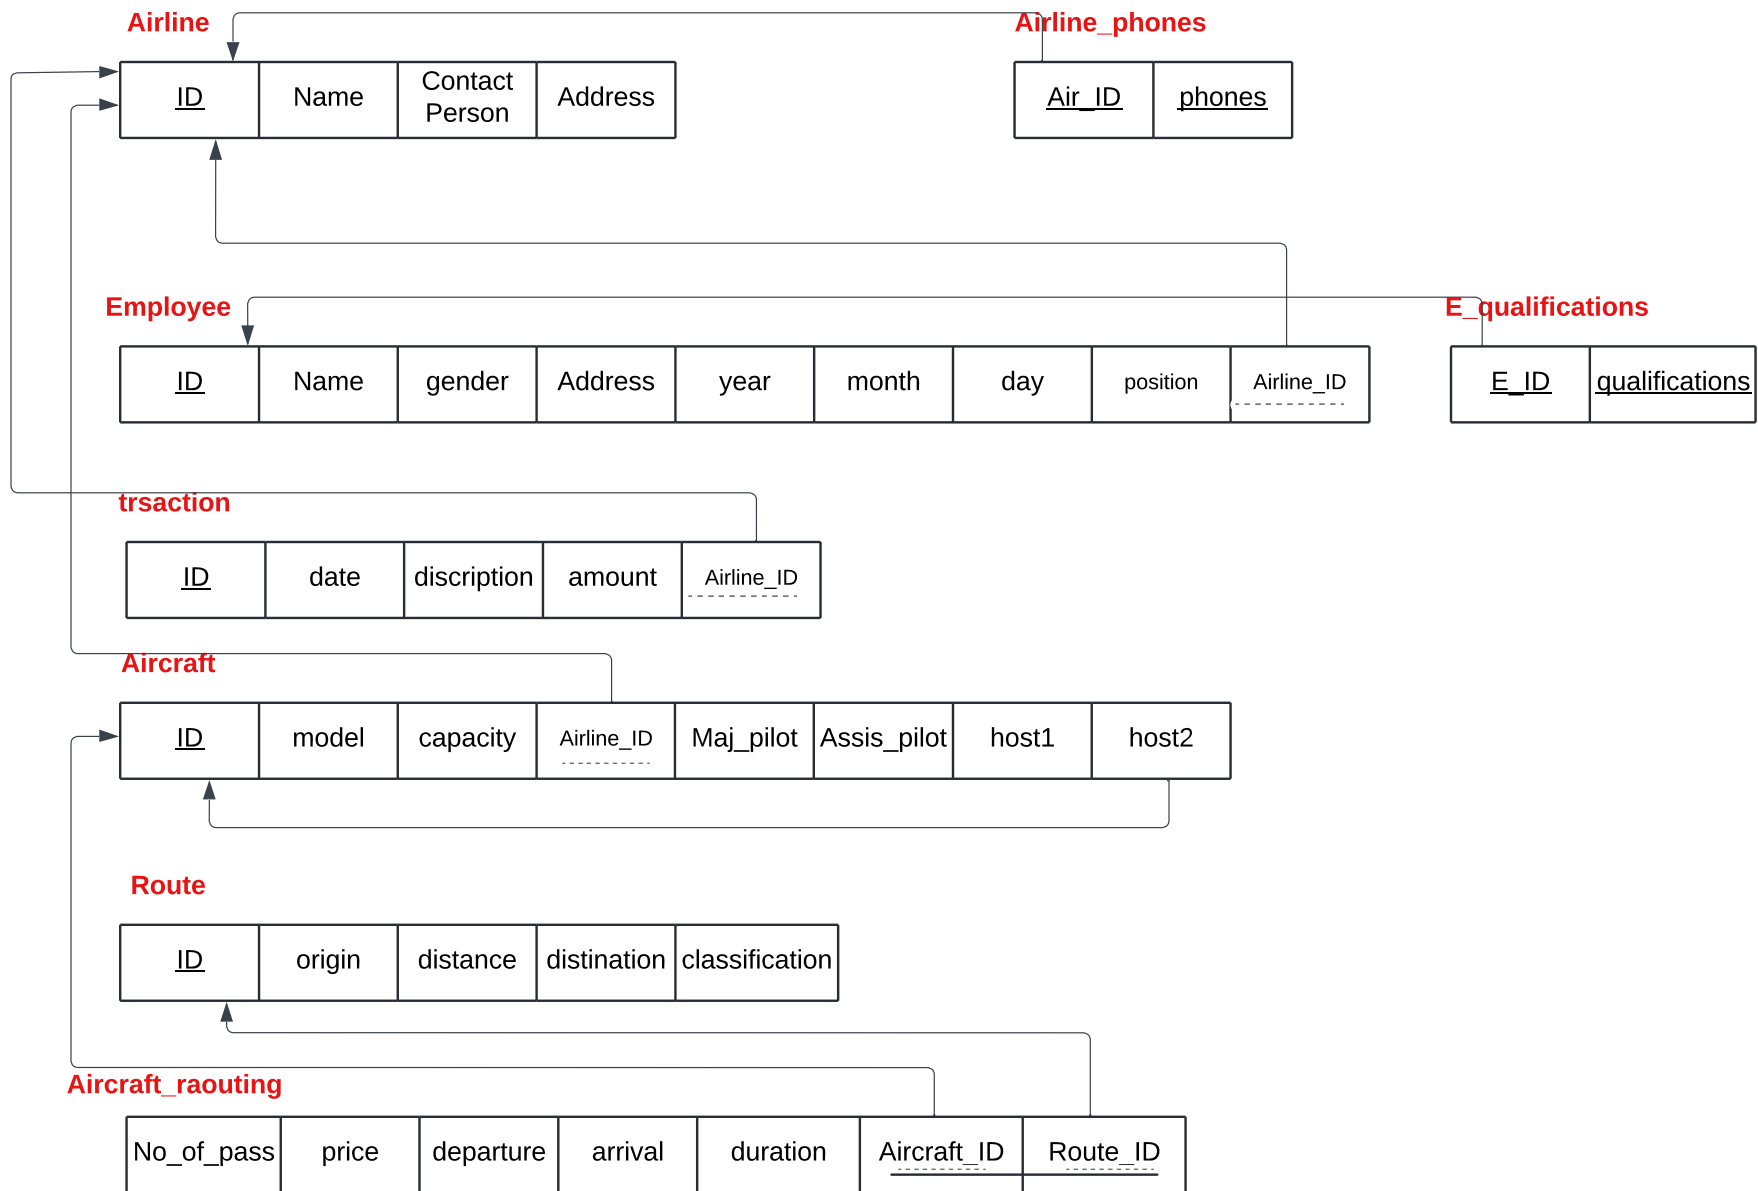 Airline
Airline_phones
ID
Name
Contact
Person
Address
Air_ID
phones
Employee
E_qualifications
ID
Name
gender
Address
year
month
day
position
Airline_ID
E_ID
qualifications
trsaction
ID
date
discription
amount
Airline_ID
Aircraft
ID
model
capacity
Airline_ID
Maj_pilot
Assis_pilot
host1
host2
Route
ID
origin
distance
distination
classification
Aircraft_raouting
No_of_pass
price
departure
arrival
duration
Aircraft_ID
Route_ID